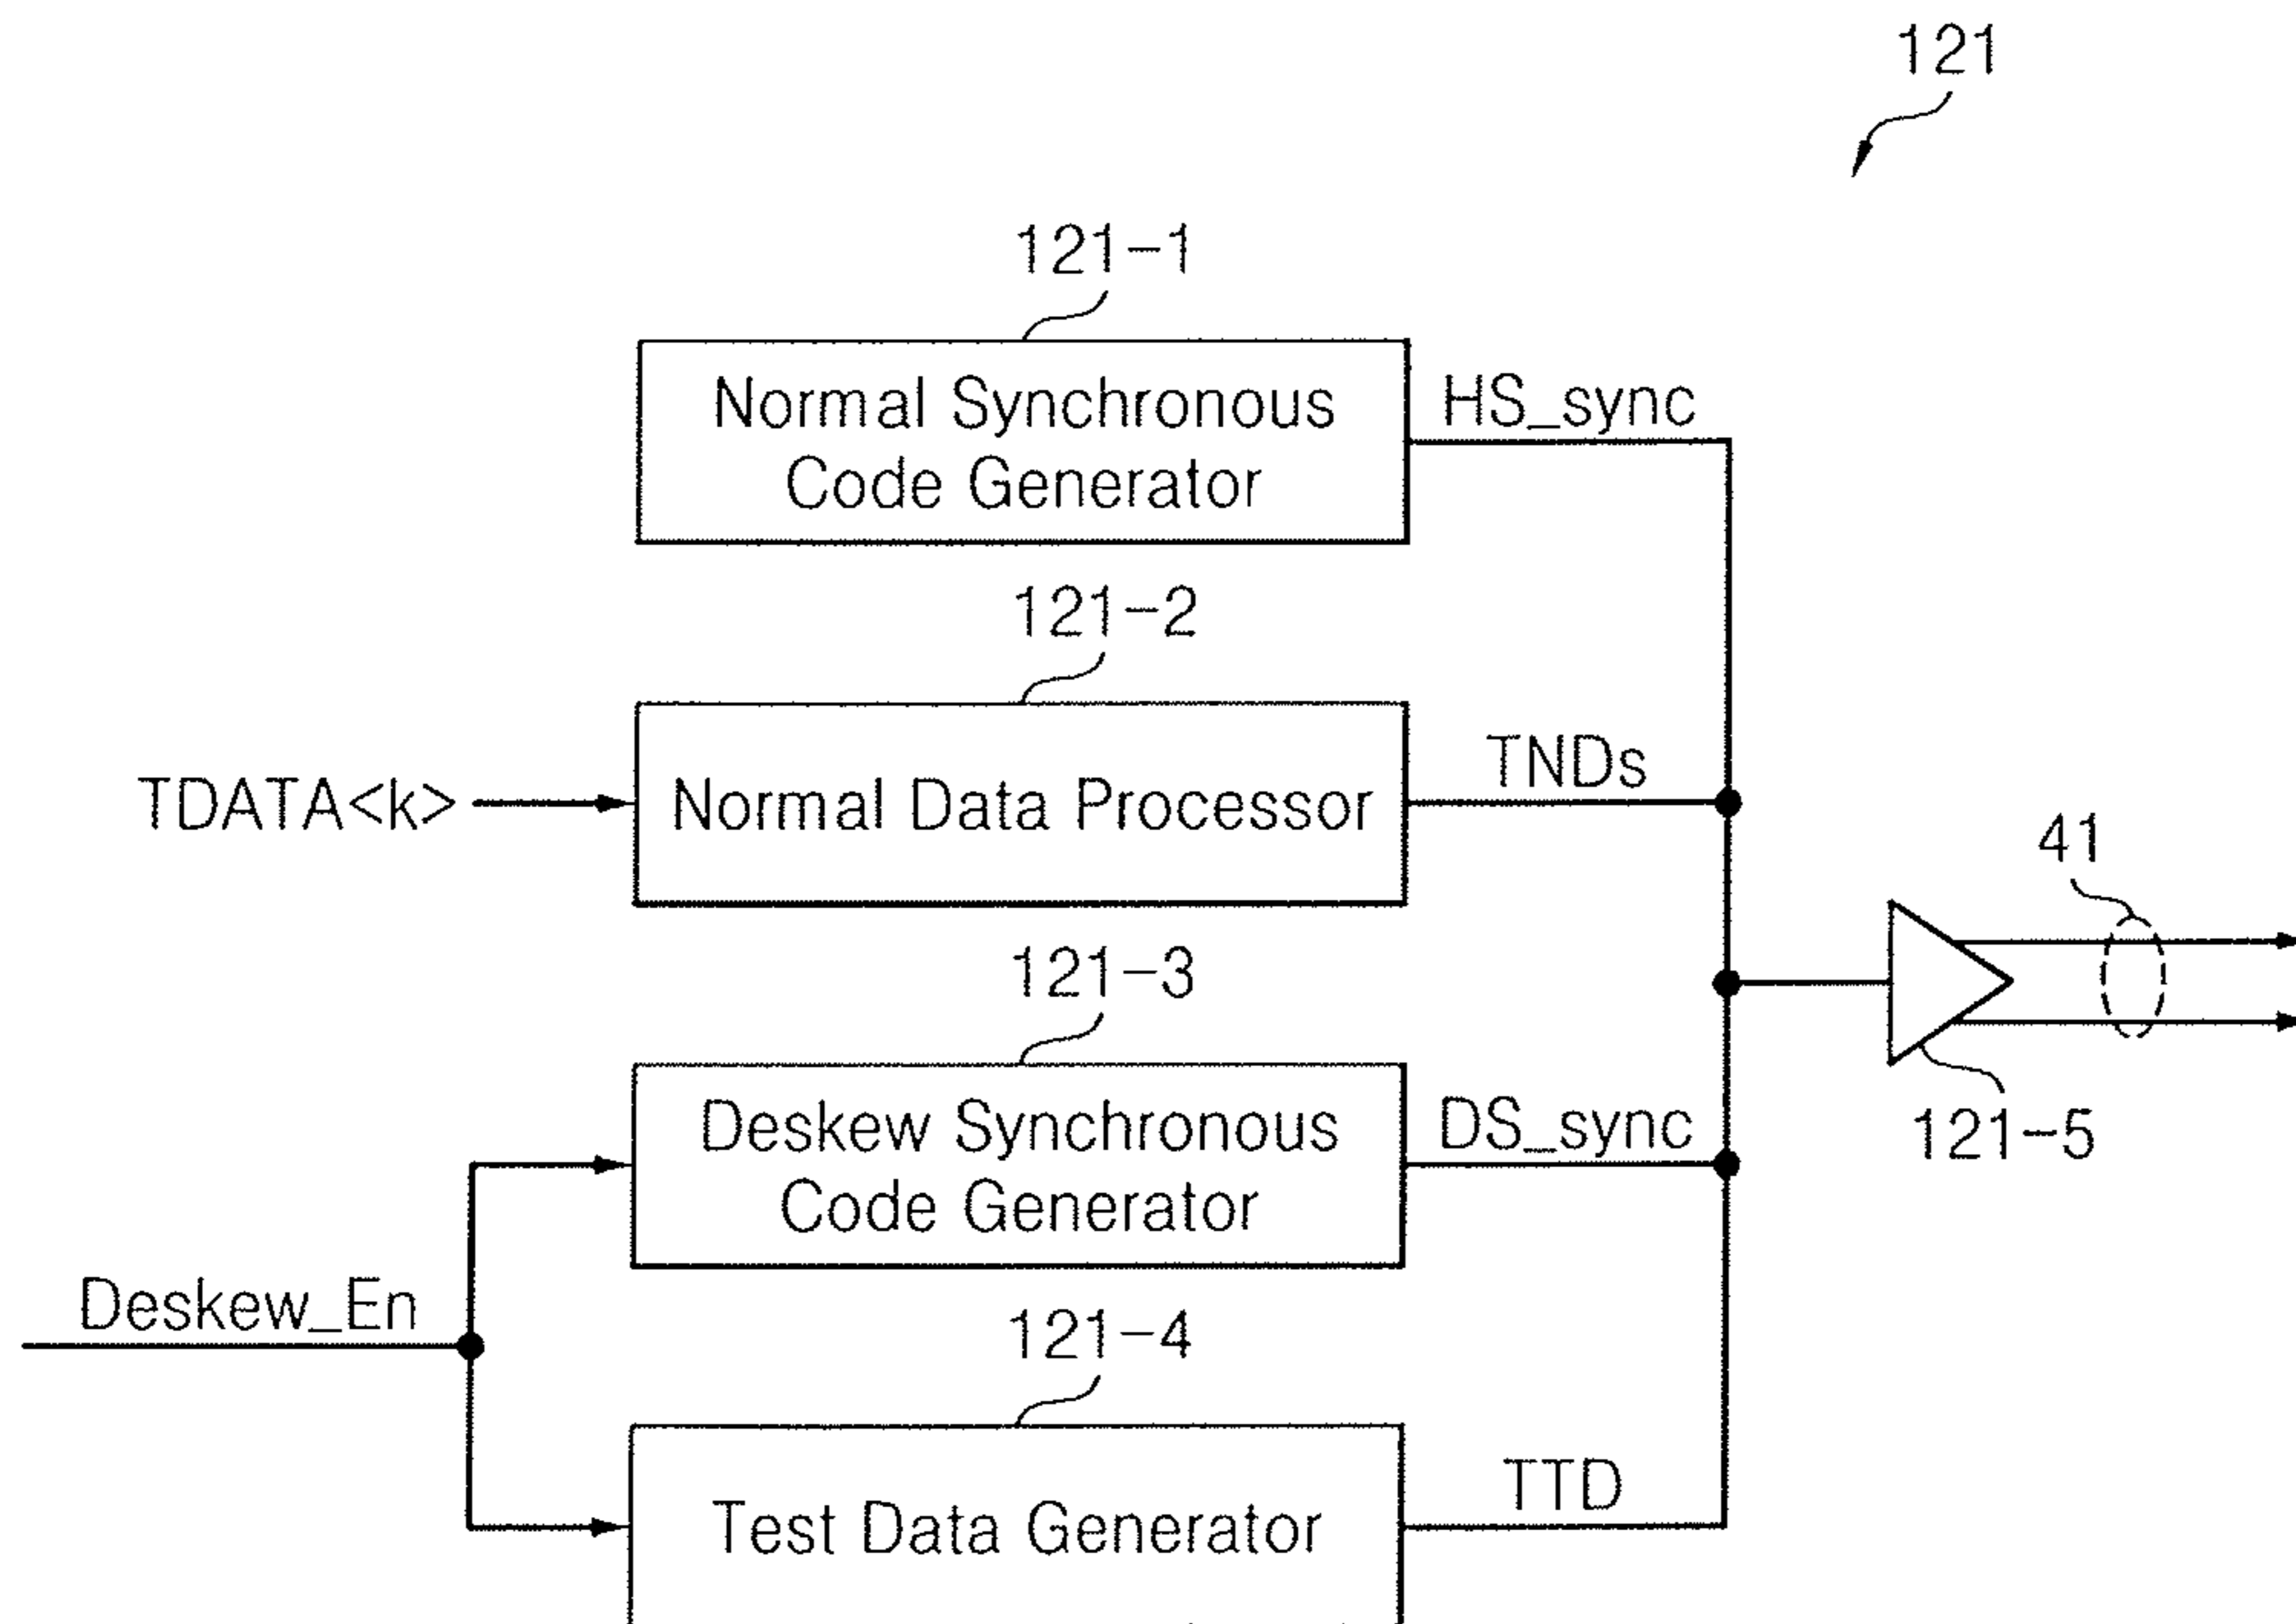 121
121-1
Normal Synchronous
Code Generator
HS_sync
121-2
TDATA<k>
Normal Data Processor
TNDs
41
121-3
Deskew Synchronous
Code Generator
DS_sync
121-5
Deskew_En
121-4
Test Data Generator
TTD